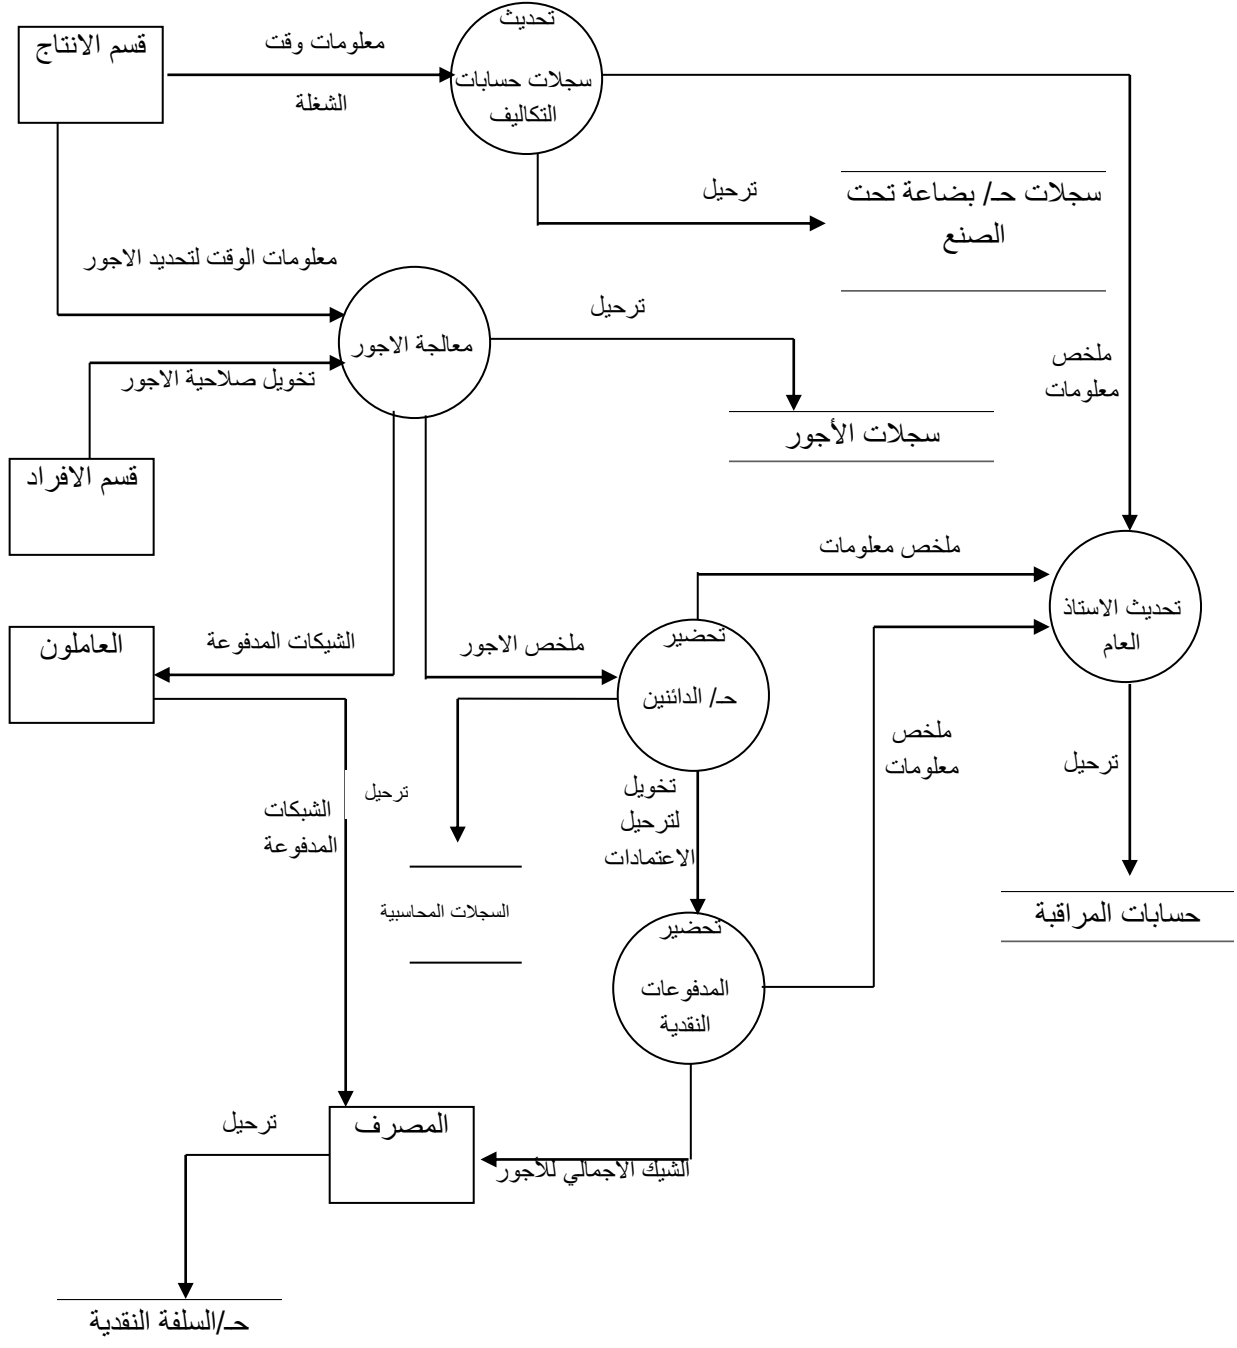 تحديث
سجلات حسابات
التكاليف
معلومات وقت
الشغلة
قسم الانتاج
ترحيل
سجلات حـ/ بضاعة تحت
الصنع
معلومات الوقت لتحديد الاجور
ترحيل
معالجة الاجور
تخويل صلاحية الاجور
ملخص
معلومات
سجلات الأجور
قسم الافراد
ملخص معلومات
تحديث الاستاذ
العام
تحضير
حـ/ الدائنين
ملخص الاجور
الشيكات المدفوعة
العاملون
ملخص
معلومات
ترحيل
تخويل
لترحيل
الاعتمادات
ترحيل
الشبكات
المدفوعة
السجلات المحاسبية
حسابات المراقبة
تحضير
المدفوعات
النقدية
المصرف
ترحيل
الشيك الاجمالي للأجور
حـ/السلفة النقدية